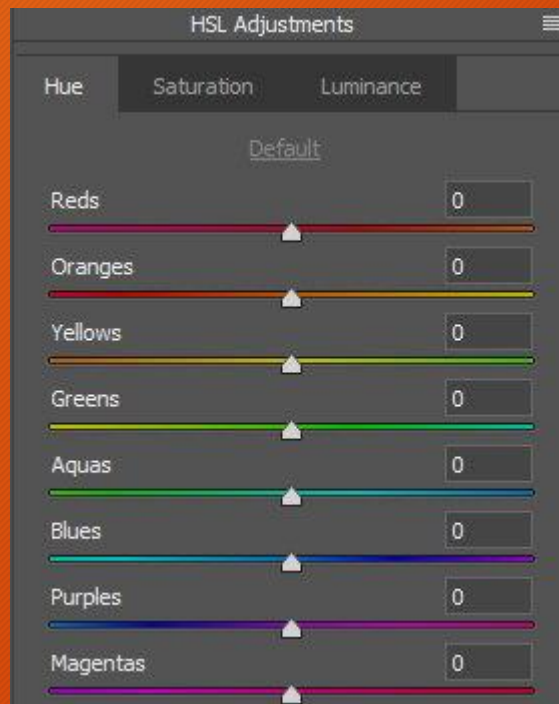 HSL Adjustments
Hue Saturation Luminance
Default
Reds 0
Oranges 0
Yellows 0
Greens 0
Aquas 0
Blues 0
Purples 0
Magentas 0